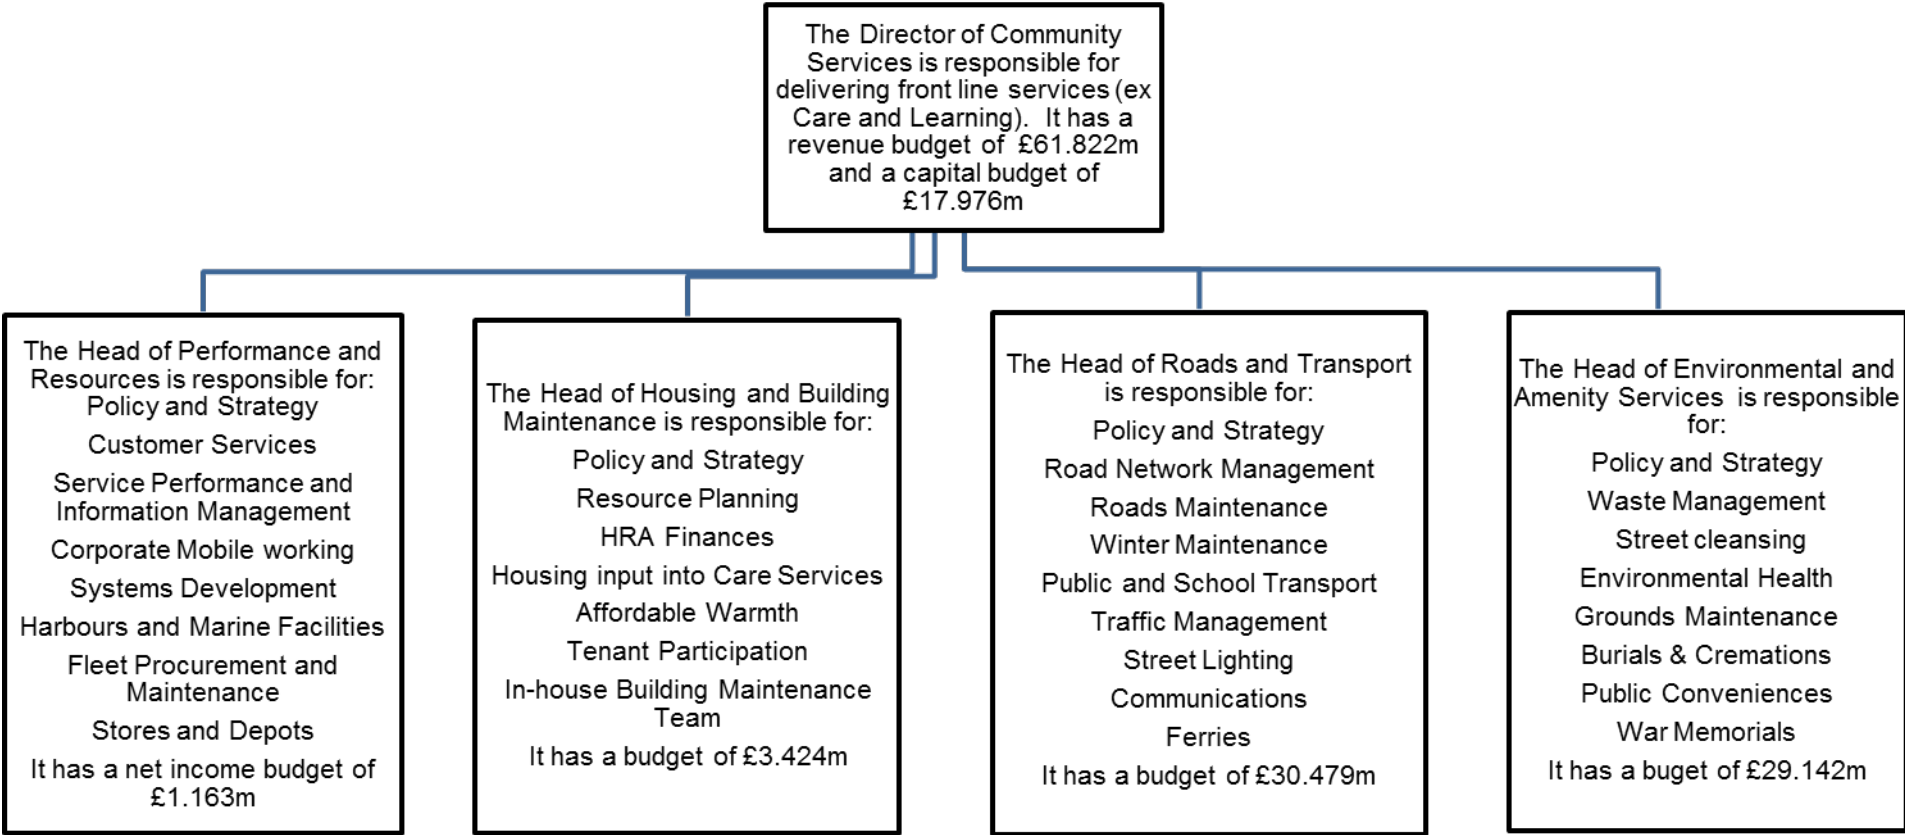 The Director of Community
Services is responsible for
delivering front line services (ex
Care and Learning). It has a
revenue budget of £61.822m
and a capital budget of
£17.976m
The Head of Performance and
Resources is responsible for:
Policy and Strategy
Customer Services
Service Performance and
Information Management
Corporate Mobile working
Systems Development
Harbours and Marine Facilities
Fleet Procurement and
Maintenance
Stores and Depots
It has a net income budget of
£1.163m
The Head of Housing and Building
Maintenance is responsible for:
Policy and Strategy
Resource Planning
HRA Finances
Housing input into Care Services
Affordable Warmth
Tenant Participation
In-house Building Maintenance
Team
It has a budget of £3.424m
The Head of Roads and Transport
is responsible for:
Policy and Strategy
Road Network Management
Roads Maintenance
Winter Maintenance
Public and School Transport
Traffic Management
Street Lighting
Communications
Ferries
It has a budget of £30.479m
The Head of Environmental and
Amenity Services is responsible
for:
Policy and Strategy
Waste Management
Street cleansing
Environmental Health
Grounds Maintenance
Burials & Cremations
Public Conveniences
War Memorials
It has a buget of £29.142m